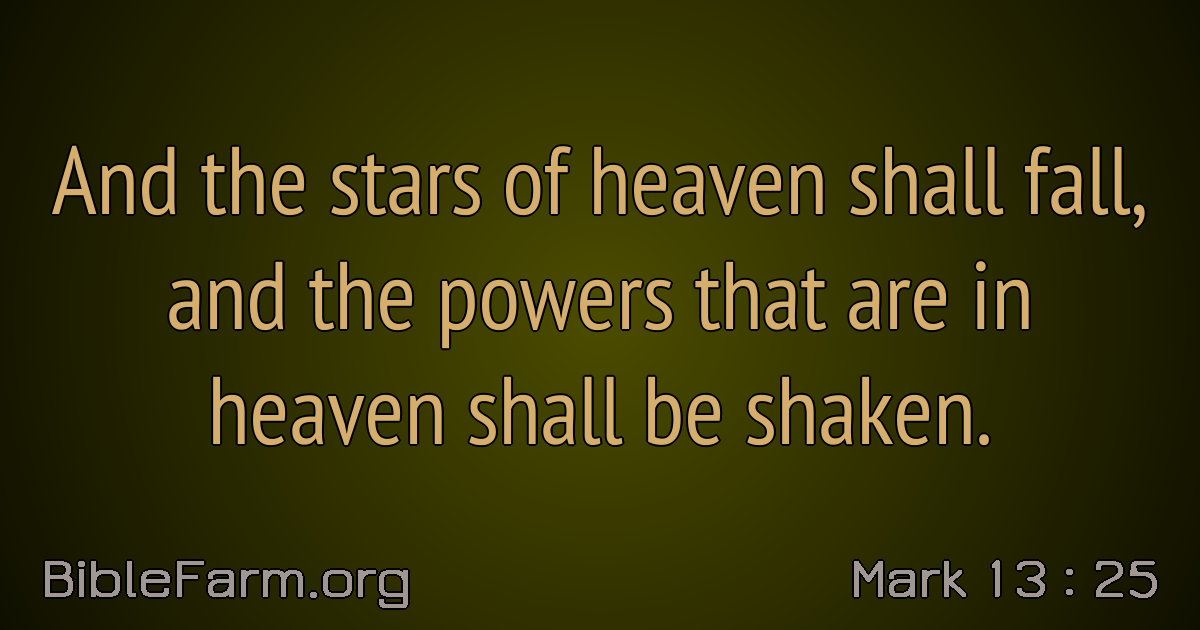 And the stars of heaven shall fall,
and the powers that are in
heaven shall be shaken.
BibleFarm.org
Mark 13 : 25